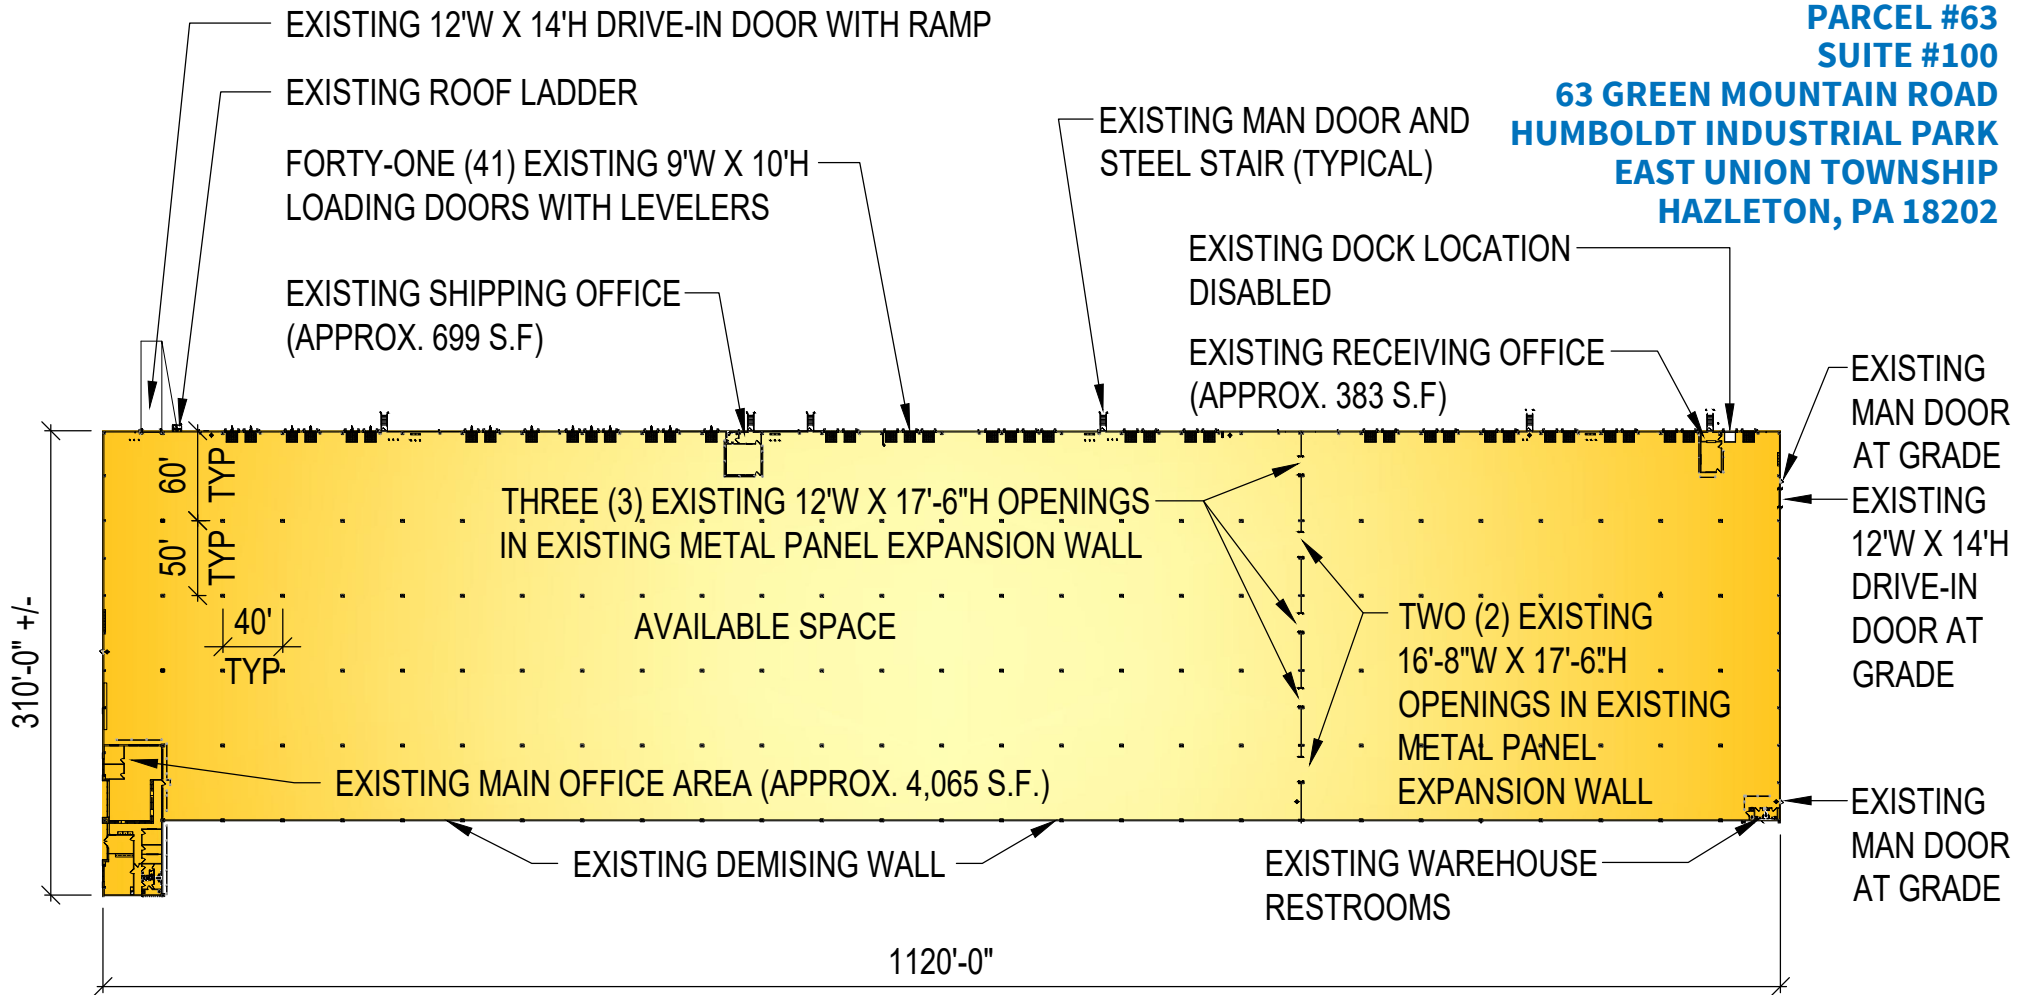 PARCEL #63
SUITE #100
63 GREEN MOUNTAIN ROAD
HUMBOLDT INDUSTRIAL PARK
EAST UNION TOWNSHIP
HAZLETON, PA 18202
EXISTING 12'W X 14'H DRIVE-IN DOOR WITH RAMP
EXISTING ROOF LADDER
FORTY-ONE (41) EXISTING 9'W X 10'H
LOADING DOORS WITH LEVELERS
EXISTING SHIPPING OFFICE
(APPROX. 699 S.F)
EXISTING MAN DOOR AND
STEEL STAIR (TYPICAL)
EXISTING DOCK LOCATION
DISABLED
EXISTING RECEIVING OFFICE
(APPROX. 383 S.F)
EXISTING
MAN DOOR
AT GRADE
EXISTING
12'W X 14'H
DRIVE-IN
DOOR AT
GRADE
60'
TYP
50'
TYP
40'
TYP
310'-0" +/-
THREE (3) EXISTING 12'W X 17'-6"H OPENINGS
IN EXISTING METAL PANEL EXPANSION WALL
AVAILABLE SPACE
TWO (2) EXISTING
16'-8"W X 17'-6"H
OPENINGS IN EXISTING
METAL PANEL
EXPANSION WALL
EXISTING MAIN OFFICE AREA (APPROX. 4,065 S.F.)
EXISTING DEMISING WALL
EXISTING WAREHOUSE
RESTROOMS
EXISTING
MAN DOOR
AT GRADE
1120'-0"